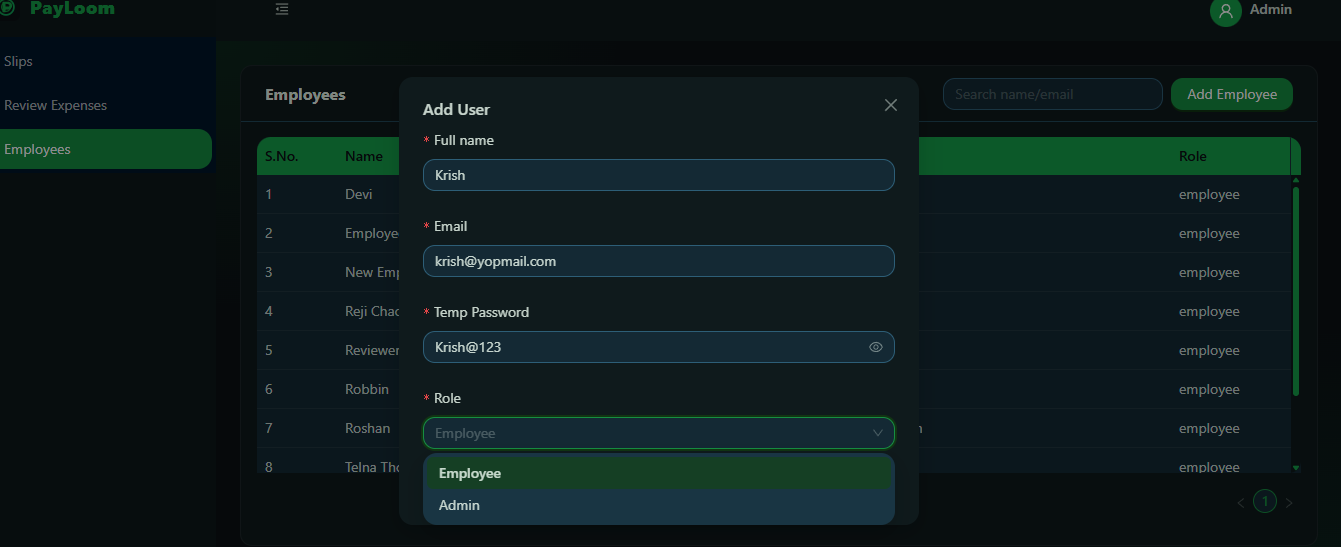 PayLoom
Admin
Slips
Review Expenses
Employees
Employees
Search name/email
Add Employee
S.No. Name Role
1 Devi employee
2 Employe employee
3 New Emp employee
4 Reji Chac employee
5 Reviewer employee
6 Robbin employee
7 Roshan n employee
8 Telna Tho employee
< 1 >
Add User
* Full name
Krish
* Email
krish@yopmail.com
* Temp Password
Krish@123
* Role
Employee
Employee
Admin